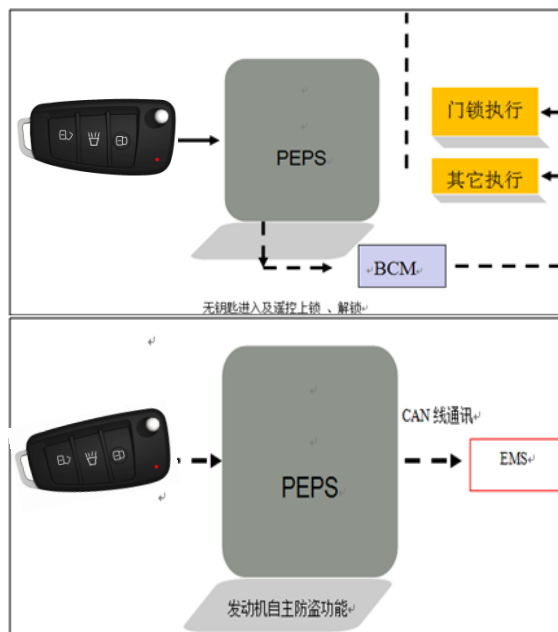 门锁执行
PEPS
其它执行
BCM
无钥匙进入及遥控上锁 、解锁
CAN 线通讯
EMS
PEPS
发动机自主防盗功能